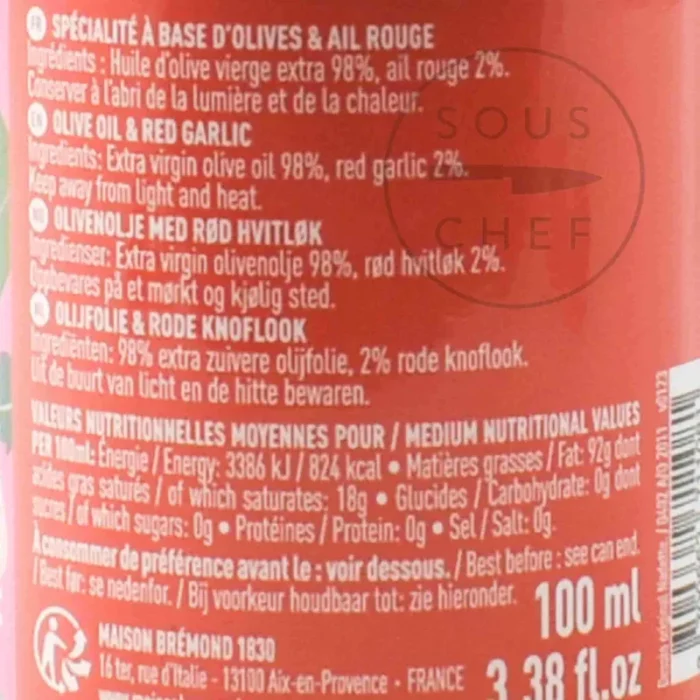 FR SPÉCIALITÉ À BASE D'OLIVES & AIL ROUGE
Ingrédients : Huile d'olive vierge extra 98%, ail rouge 2%.
Conserver à l'abri de la lumière et de la chaleur.
EN OLIVE OIL & RED GARLIC
Ingredients: Extra virgin olive oil 98%, red garlic 2%.
Keep away from light and heat.
NO OLIVENOLJE MED RØD HVITLØK
Ingredienser: Extra virgin olivenolje 98%, rød hvitløk 2%.
Oppbevares på et mørkt og kjølig sted.
NL OLIJFOLIE & RODE KNOFLOOK
Ingrediënten: 98% extra zuivere olijfolie, 2% rode knoflook.
Uit de buurt van licht en de hitte bewaren.
VALEURS NUTRITIONNELLES MOYENNES POUR / MEDIUM NUTRITIONAL VALUES
PER 100mL: Énergie / Energy: 3386 kJ / 824 kcal • Matières grasses / Fat: 92g dont
acides gras saturés / of which saturates: 18g • Glucides / Carbohydrate: 0g dont
sucres / of which sugars: 0g • Protéines / Protein: 0g • Sel / Salt: 0g.
À consommer de préférence avant le : voir dessous. / Best before : see can end.
/ Best før: se nedenfor. / Bij voorkeur houdbaar tot: zie hieronder.
100 ml
3.38 fl.oz
MAISON BRÉMOND 1830
16 ter, rue d'Italie - 13100 Aix-en-Provence - FRANCE
SOUS
CHEF
v0123